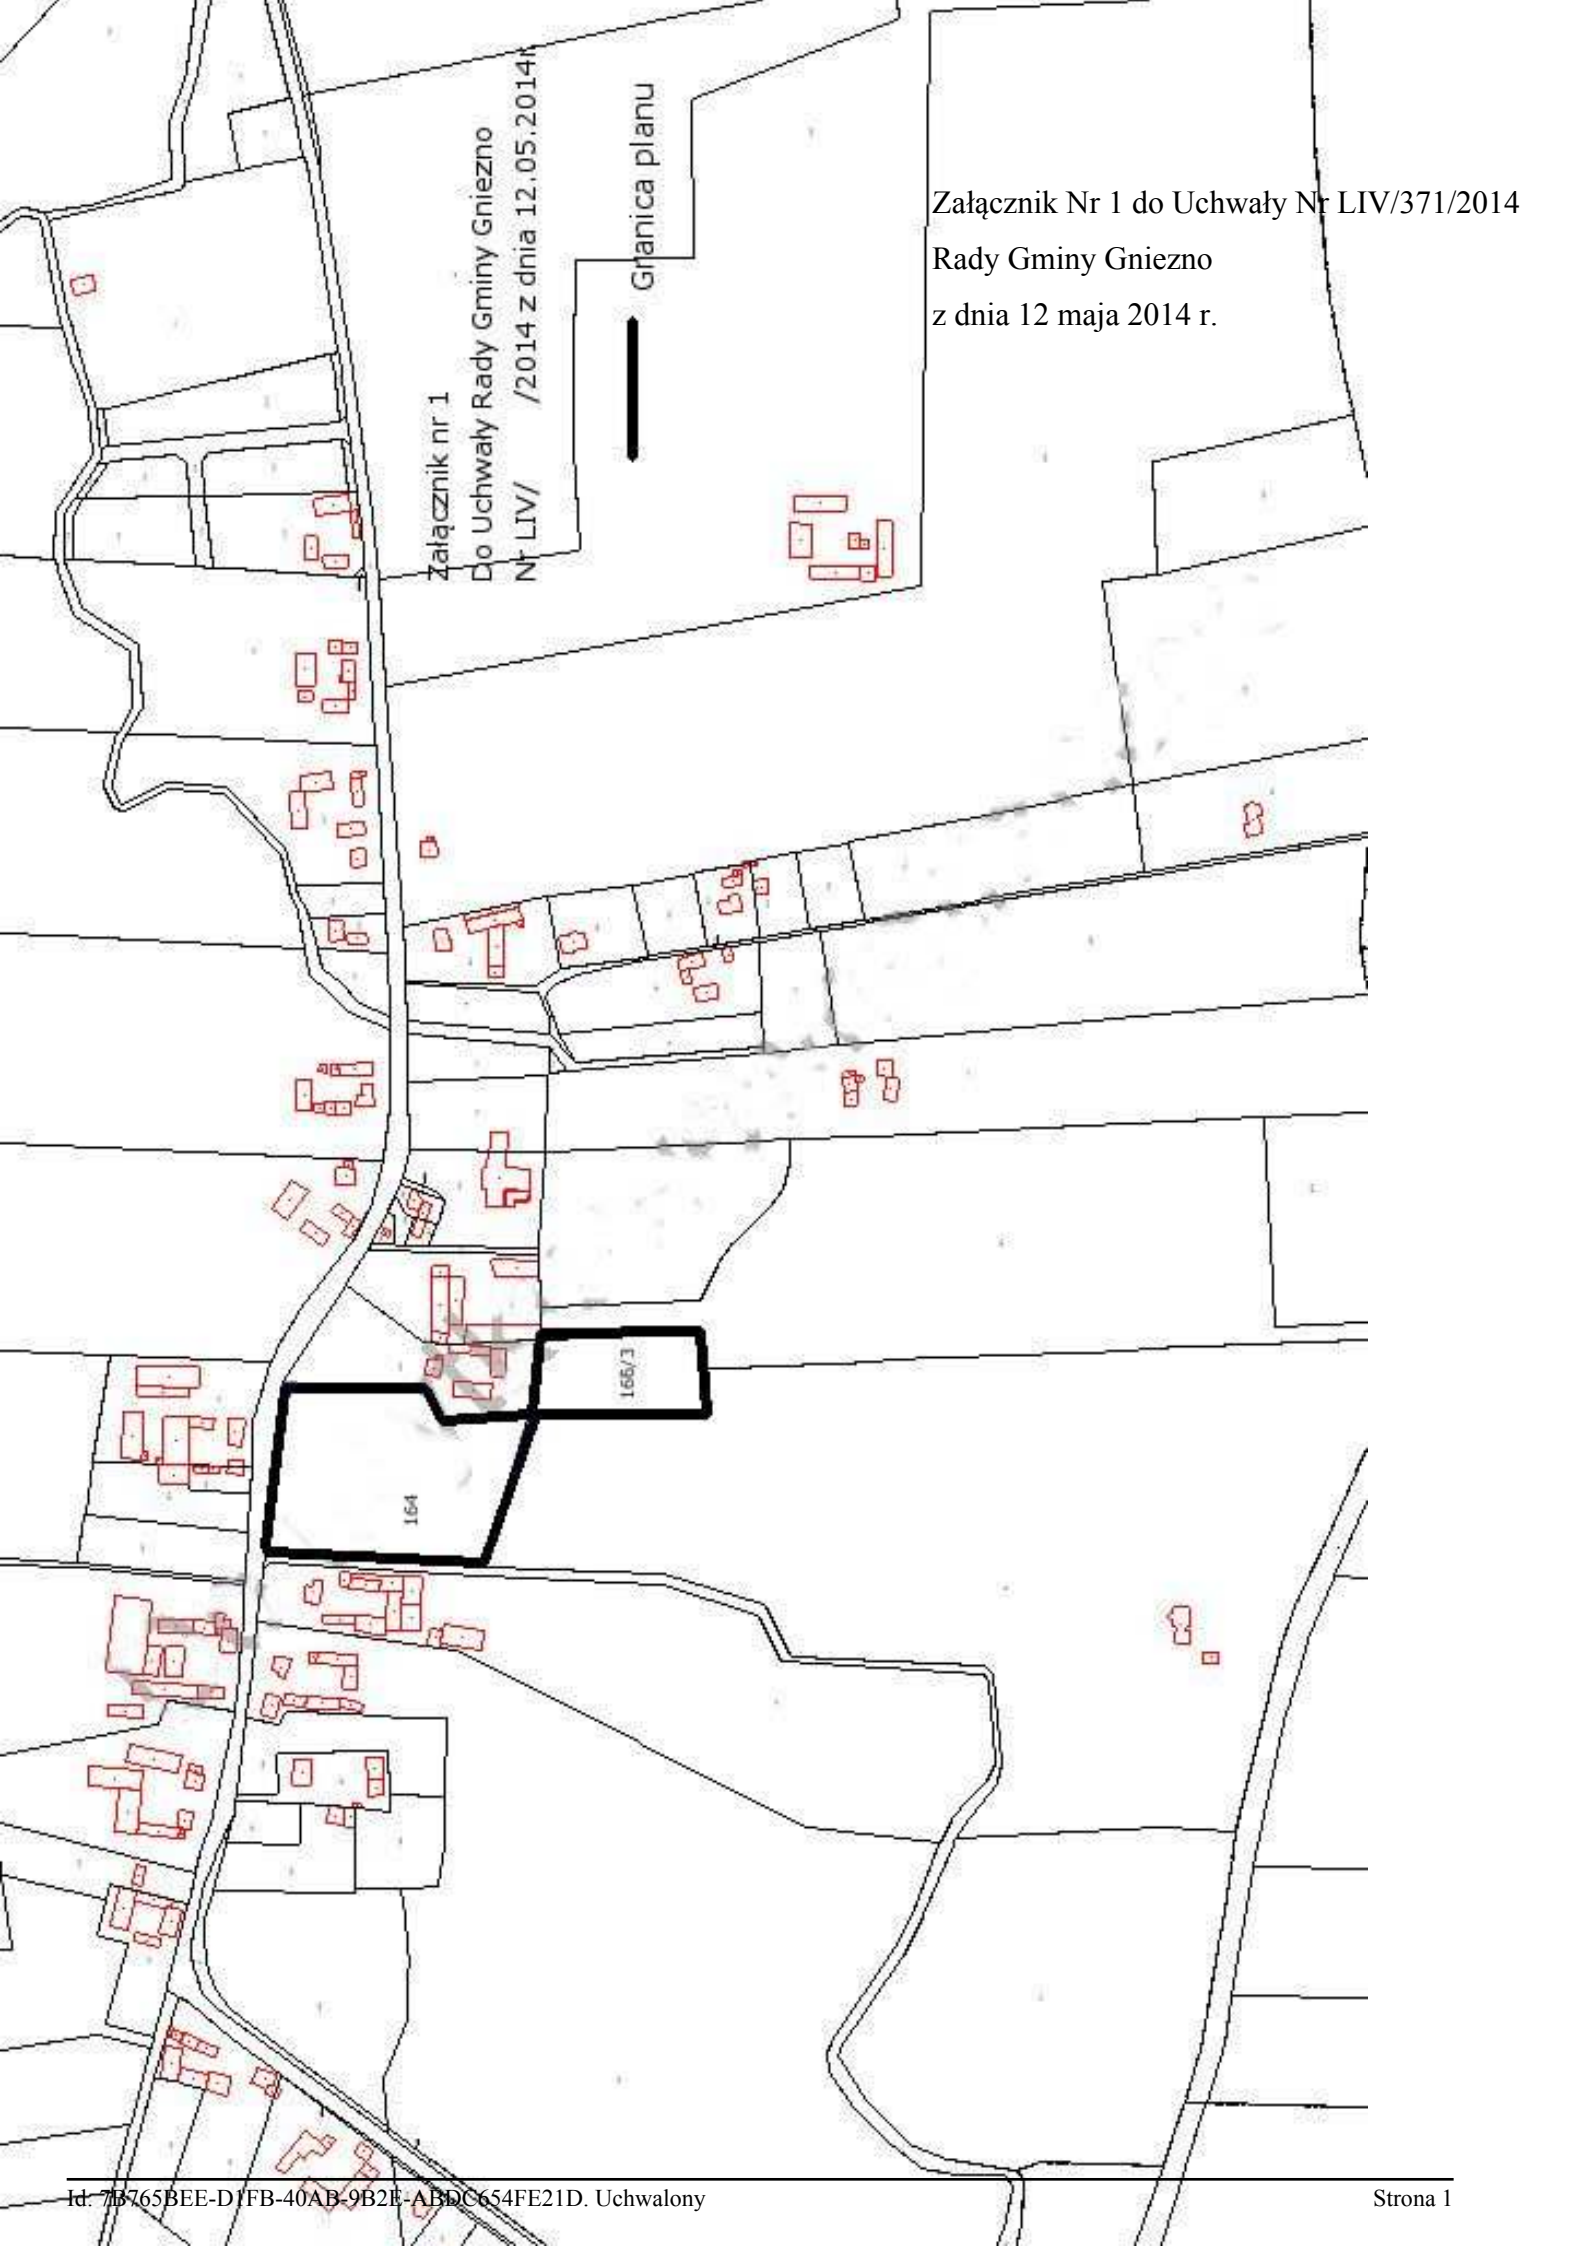 Załącznik Nr 1 do Uchwały Nr LIV/371/2014
Rady Gminy Gniezno
z dnia 12 maja 2014 r.
Załącznik nr 1
Do Uchwały Rady Gminy Gniezno
Nr LIV/ /2014 z dnia 12.05.2014r
Granica planu
166/3
164
Id: 7B765BEE-D1FB-40AB-9B2E-ABDC654FE21D. Uchwalony
Strona 1